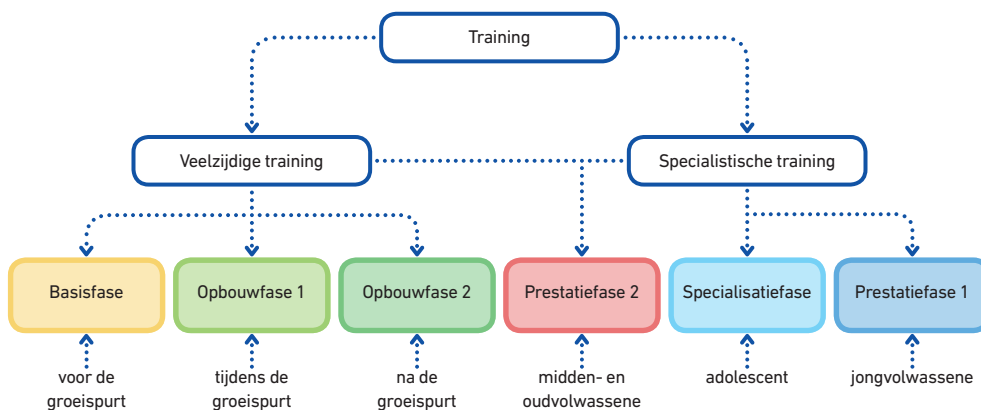 Training
Veelzijdige training
Specialistische training
Basisfase
Opbouwfase 1
Opbouwfase 2
Prestatiefase 2
Specialisatiefase
Prestatiefase 1
voor de
groeispurt
tijdens de
groeispurt
na de
groeispurt
midden- en
oudvolwassene
adolescent
jongvolwassene